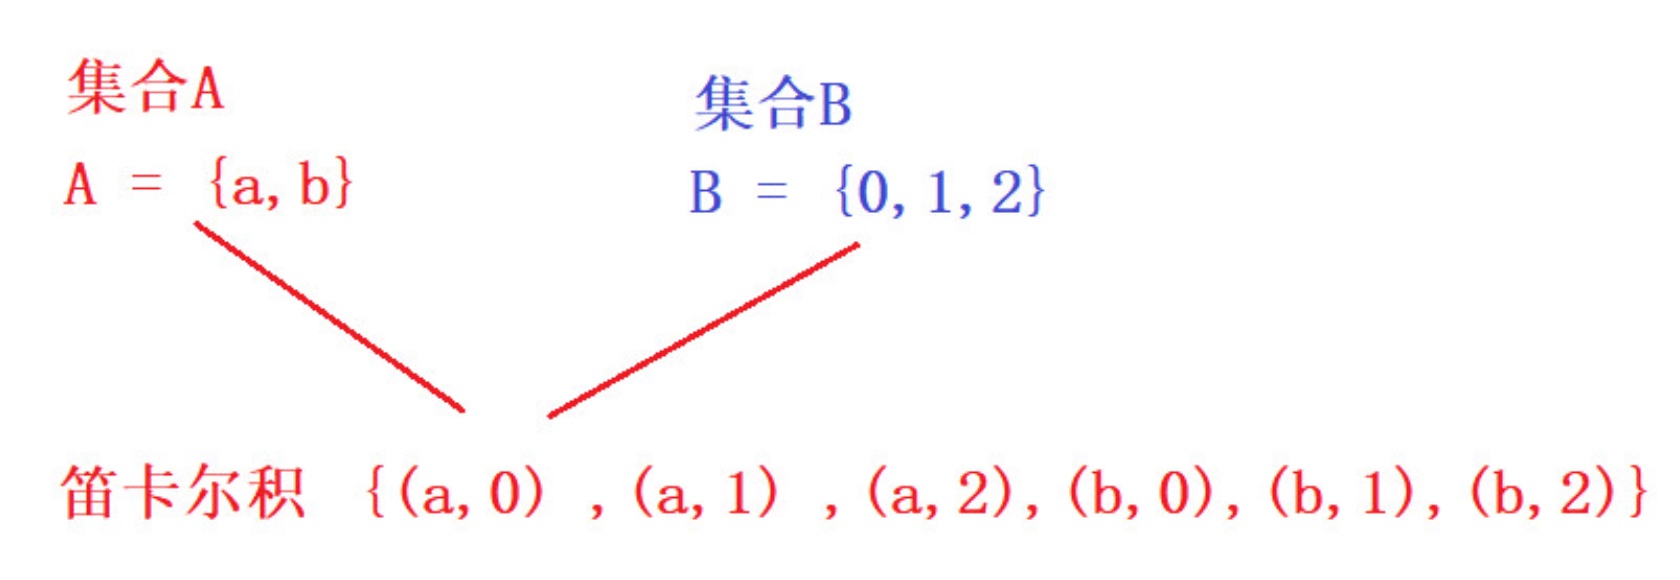 集合A
A = {a,b}
集合B
B = {0,1,2}
笛卡尔积 {(a,0) ,(a,1) ,(a,2),(b,0),(b,1),(b,2)}